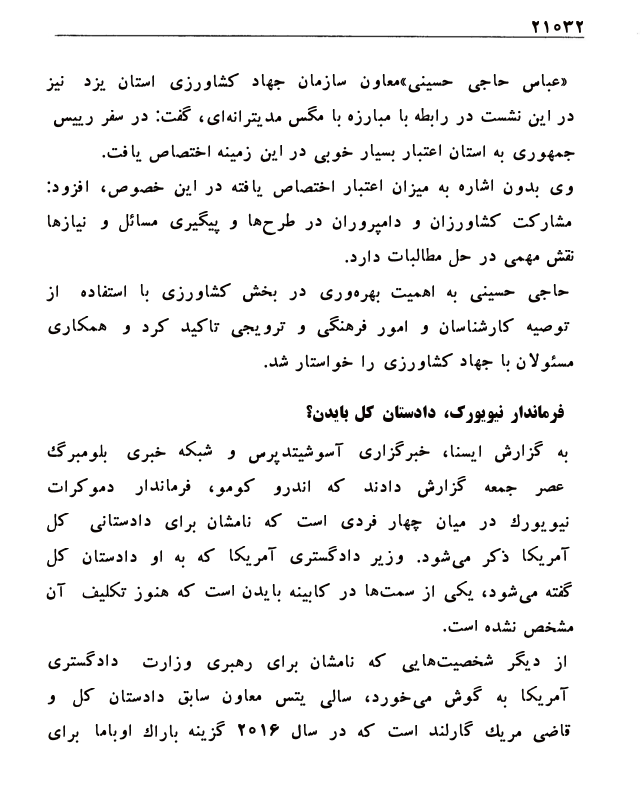 ۲۱۰۳۲
«عباس حاجی حسینی»معاون سازمان جهاد کشاورزی استان یزد نیز
در این نشست در رابطه با مبارزه با مگس مدیترانه‌ای، گفت: در سفر رییس
جمهوری به استان اعتبار بسیار خوبی در این زمینه اختصاص یافت.
وی بدون اشاره به میزان اعتبار اختصاص یافته در این خصوص، افزود:
مشارکت کشاورزان و دامپروران در طرح‌ها و پیگیری مسائل و نیازها
نقش مهمی در حل مطالبات دارد.
حاجی حسینی به اهمیت بهره‌وری در بخش کشاورزی با استفاده از
توصیه کارشناسان و امور فرهنگی و ترویجی تاکید کرد و همکاری
مسئولان با جهاد کشاورزی را خواستار شد.
فرماندار نیویورک، دادستان کل بایدن؟
به گزارش ایسنا، خبرگزاری آسوشیتدپرس و شبکه خبری بلومبرگ
عصر جمعه گزارش دادند که اندرو کومو، فرماندار دموکرات
نیویورک در میان چهار فردی است که نامشان برای دادستانی کل
آمریکا ذکر می‌شود. وزیر دادگستری آمریکا که به او دادستان کل
گفته می‌شود، یکی از سمت‌ها در کابینه بایدن است که هنوز تکلیف آن
مشخص نشده است.
از دیگر شخصیت‌هایی که نامشان برای رهبری وزارت دادگستری
آمریکا به گوش می‌خورد، سالی یتس معاون سابق دادستان کل و
قاضی مریک گارلند است که در سال ۲۰۱۶ گزینه باراک اوباما برای